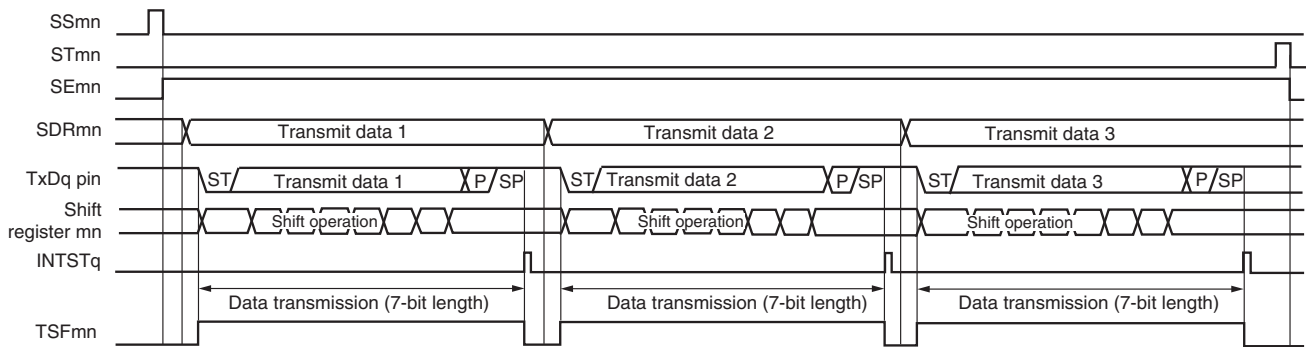 SSmn
STmn
SEmn
SDRmn Transmit data 1 Transmit data 2 Transmit data 3
TxDq pin ST Transmit data 1 P SP ST Transmit data 2 P SP ST Transmit data 3 P SP
Shift
register mn Shift operation Shift operation Shift operation
INTSTq
Data transmission (7-bit length) Data transmission (7-bit length) Data transmission (7-bit length)
TSFmn